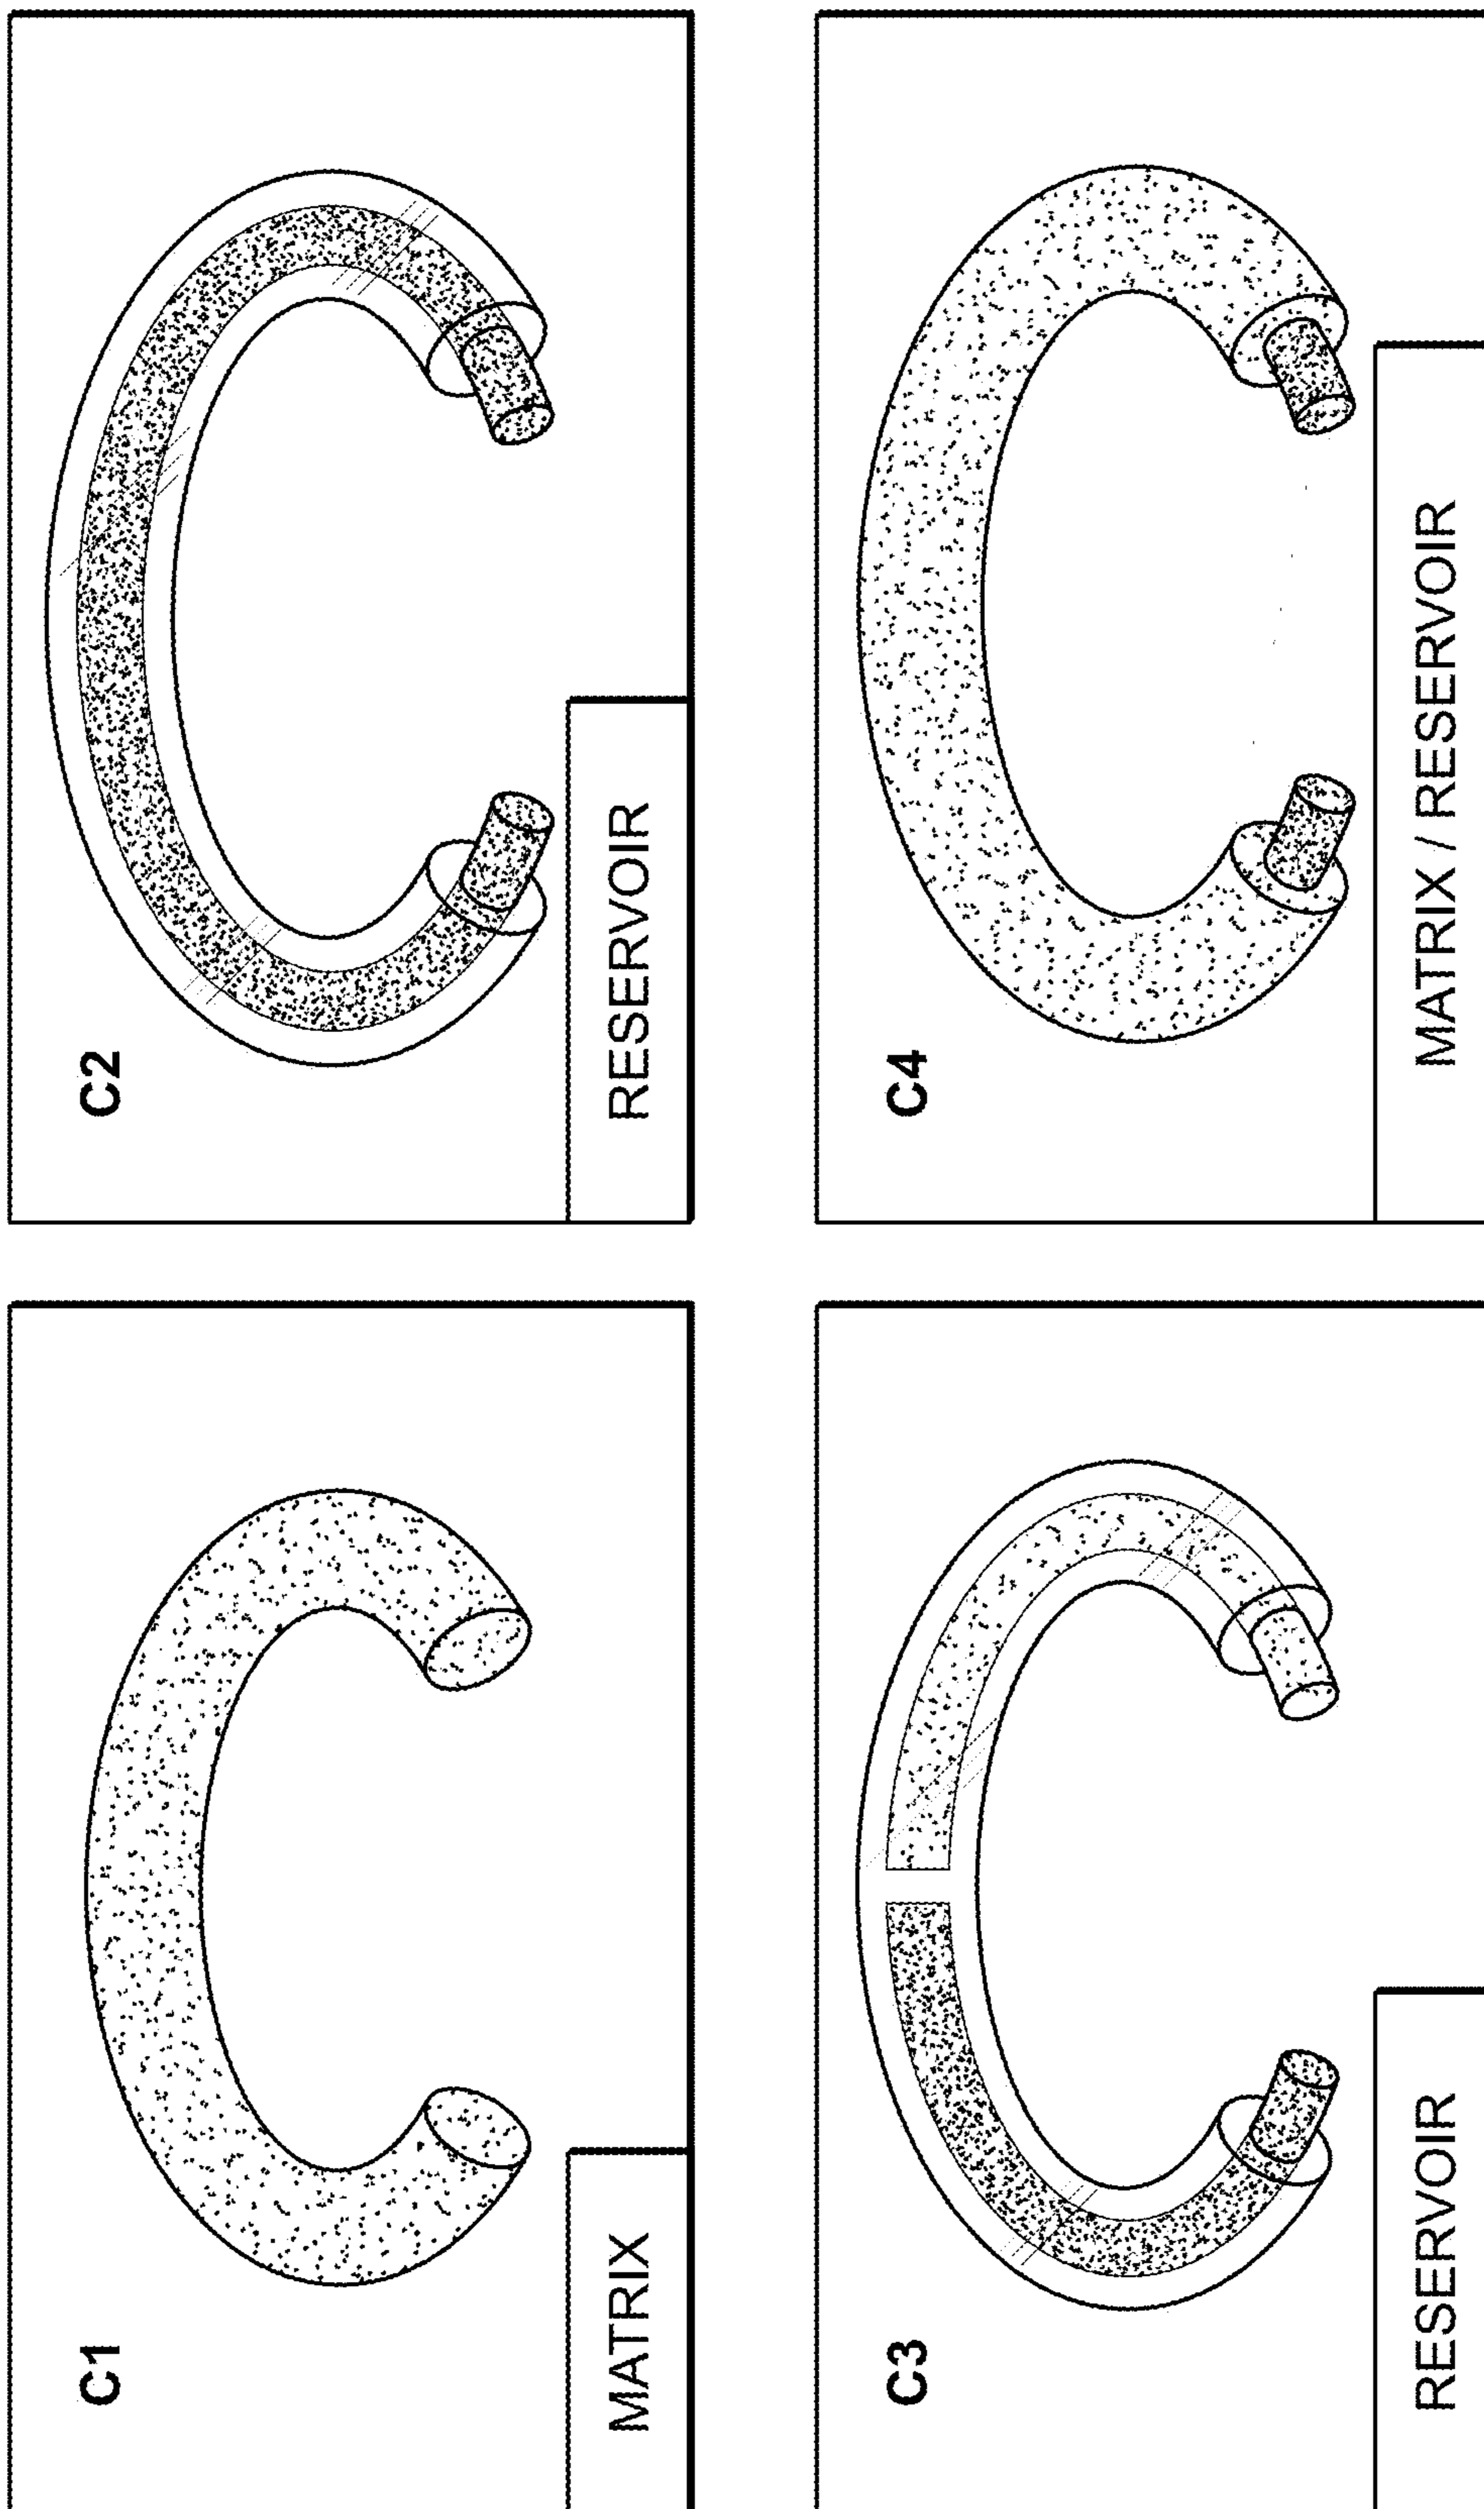 C1
MATRIX
C2
RESERVOIR
C3
RESERVOIR
C4
MATRIX / RESERVOIR